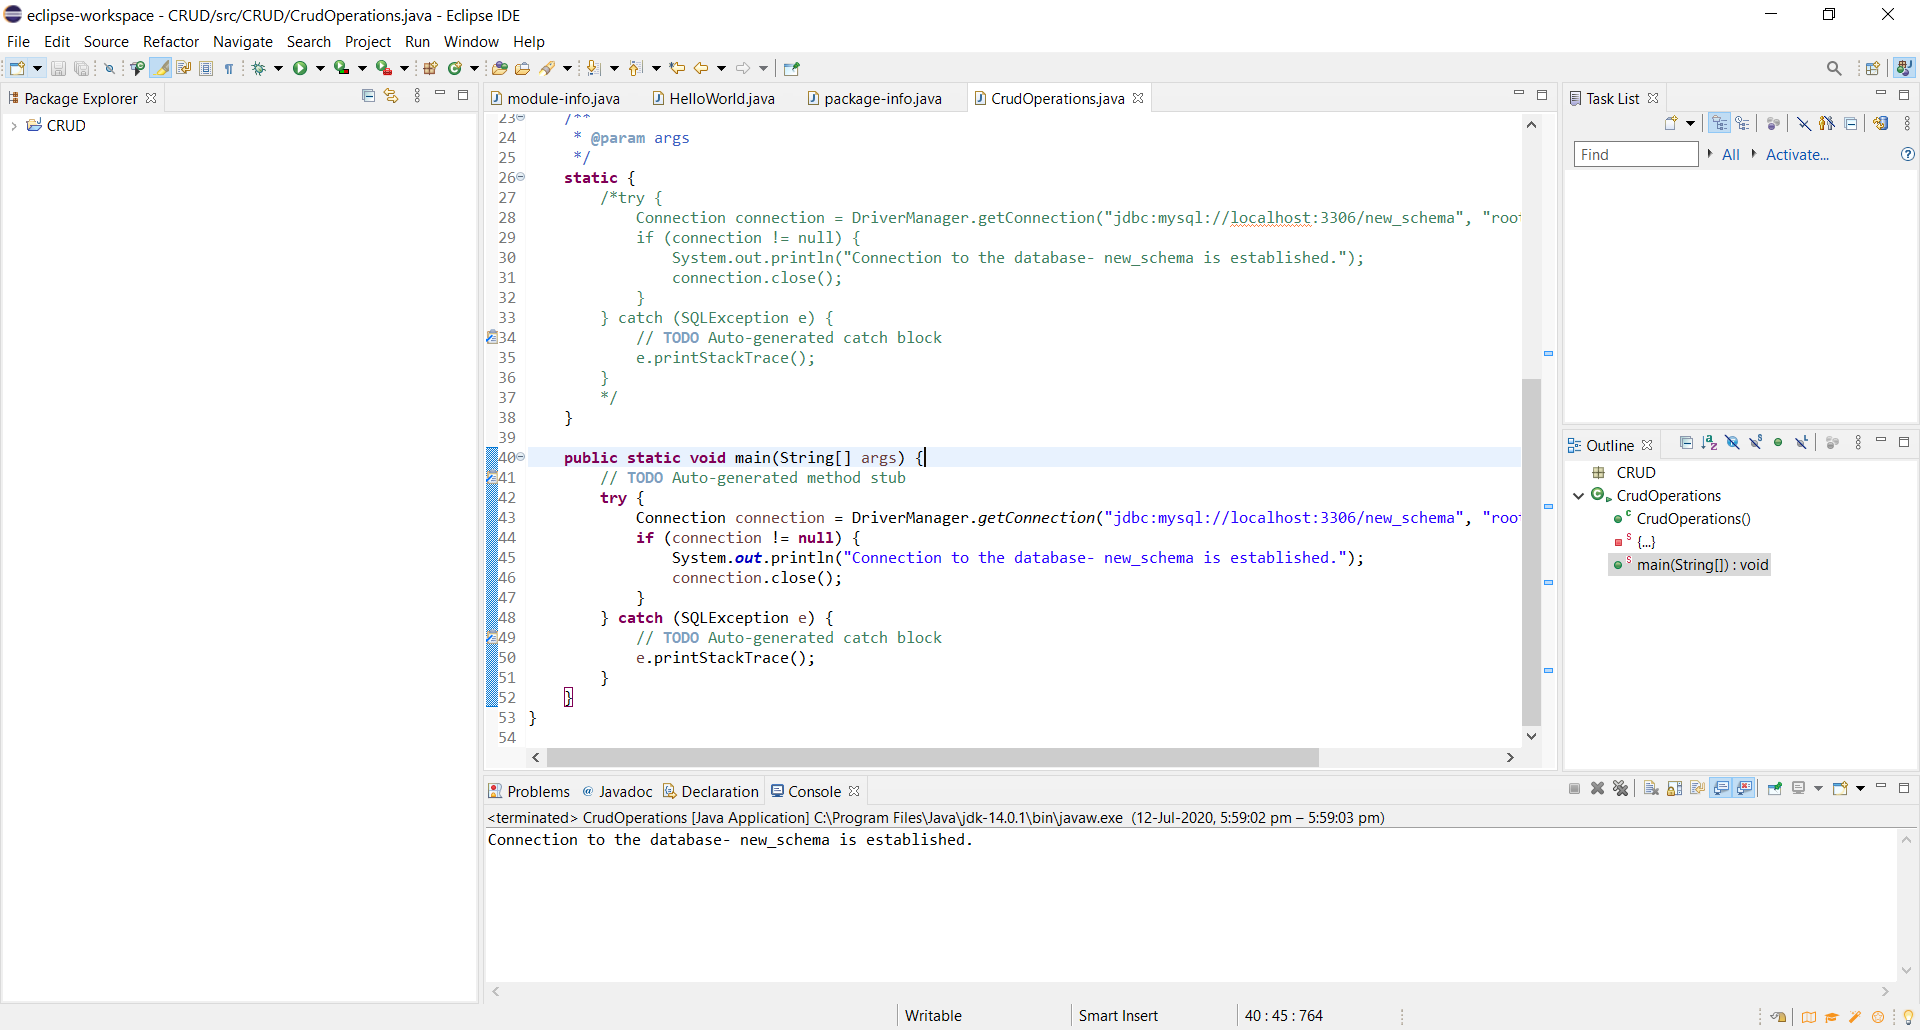 eclipse-workspace - CRUD/src/CRUD/CrudOperations.java - Eclipse IDE
File Edit Source Refactor Navigate Search Project Run Window Help
Package Explorer
CRUD
module-info.java HelloWorld.java package-info.java CrudOperations.java
23 /**
24 * @param args
25 */
26 static {
27 /*try {
28 Connection connection = DriverManager.getConnection("jdbc:mysql://localhost:3306/new_schema", "root
29 if (connection != null) {
30 System.out.println("Connection to the database- new_schema is established.");
31 connection.close();
32 }
33 } catch (SQLException e) {
34 // TODO Auto-generated catch block
35 e.printStackTrace();
36 }
37 */
38 }
39
40 public static void main(String[] args) {
41 // TODO Auto-generated method stub
42 try {
43 Connection connection = DriverManager.getConnection("jdbc:mysql://localhost:3306/new_schema", "root
44 if (connection != null) {
45 System.out.println("Connection to the database- new_schema is established.");
46 connection.close();
47 }
48 } catch (SQLException e) {
49 // TODO Auto-generated catch block
50 e.printStackTrace();
51 }
52 }
53 }
54
Task List
Find All Activate...
Outline
CRUD
CrudOperations
CrudOperations()
{...}
main(String[]) : void
Problems @ Javadoc Declaration Console
<terminated> CrudOperations [Java Application] C:\Program Files\Java\jdk-14.0.1\bin\javaw.exe (12-Jul-2020, 5:59:02 pm – 5:59:03 pm)
Connection to the database- new_schema is established.
Writable Smart Insert 40 : 45 : 764